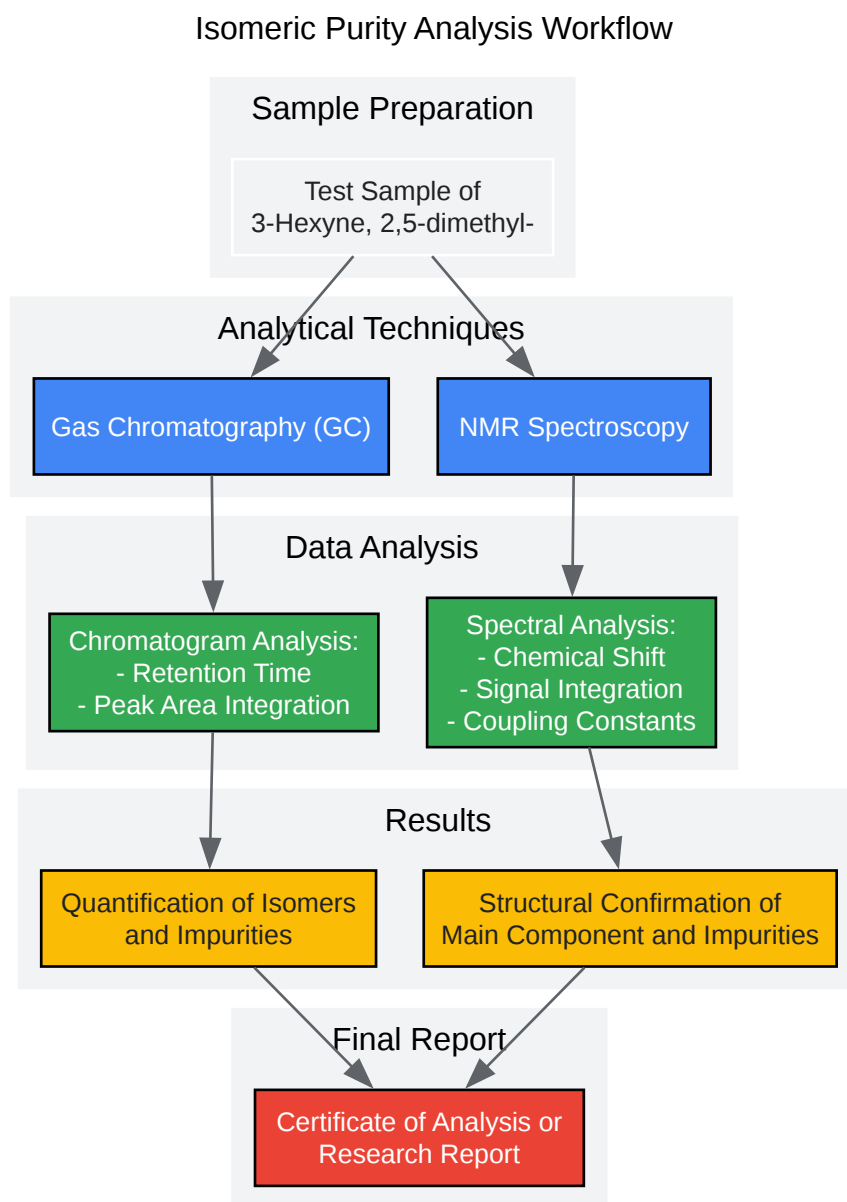 Isomeric Purity Analysis Workflow
Sample Preparation
Test Sample of
3-Hexyne, 2,5-dimethyl-
Analytical Techniques
Gas Chromatography (GC)
NMR Spectroscopy
Data Analysis
Chromatogram Analysis:
- Retention Time
- Peak Area Integration
Spectral Analysis:
- Chemical Shift
- Signal Integration
- Coupling Constants
Results
Quantification of Isomers
and Impurities
Structural Confirmation of
Main Component and Impurities
Final Report
Certificate of Analysis or
Research Report